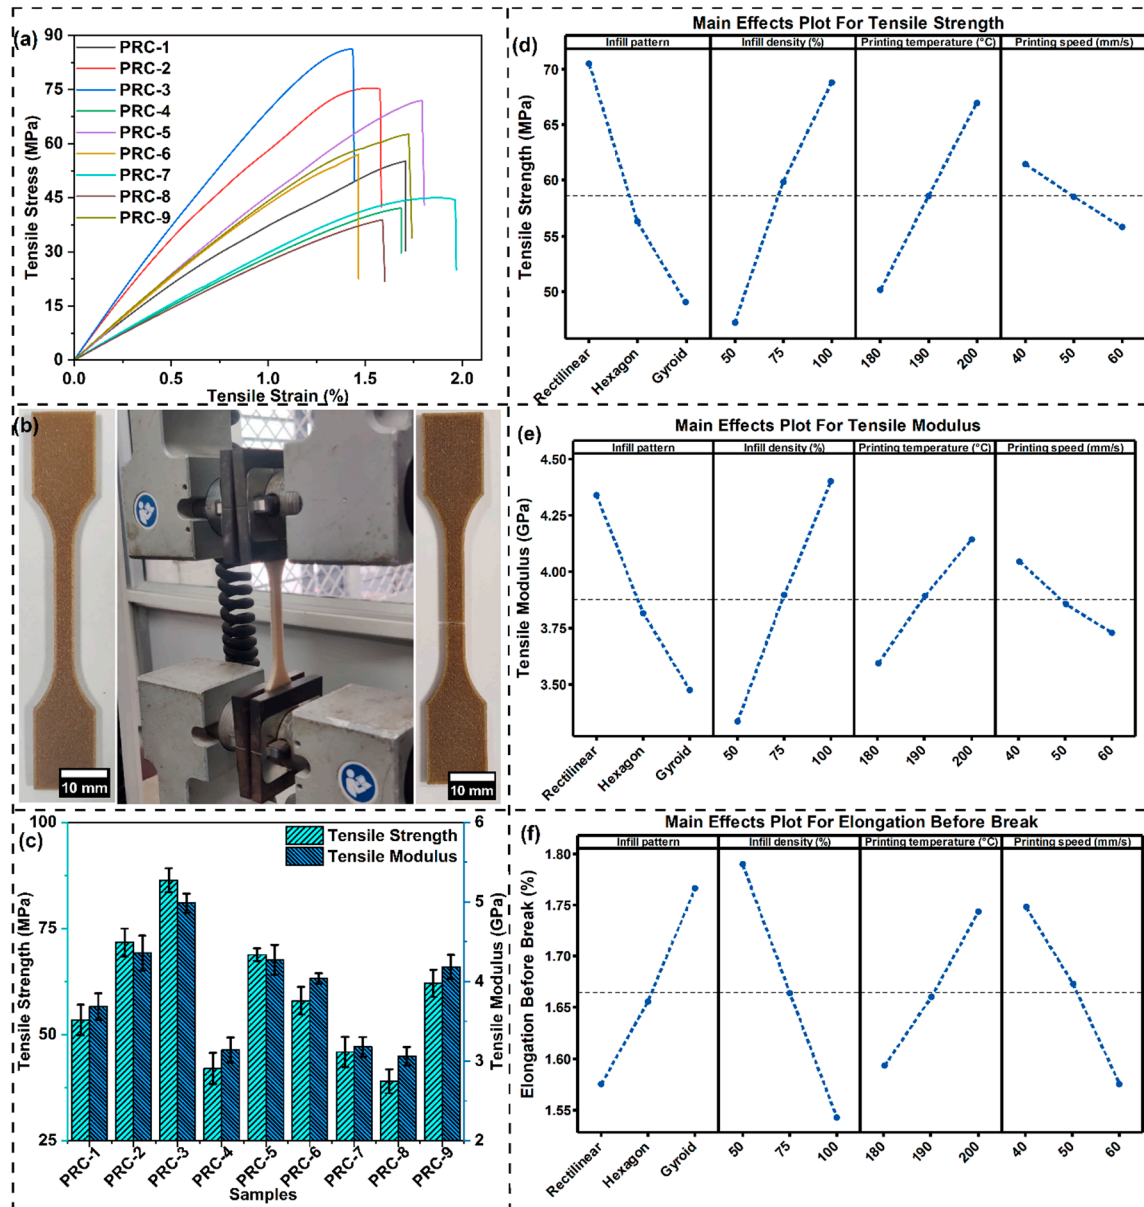 (a)
90
75
60
45
30
15
0
Tensile Stress (MPa)
PRC-1
PRC-2
PRC-3
PRC-4
PRC-5
PRC-6
PRC-7
PRC-8
PRC-9
0.0
0.5
1.0
1.5
2.0
Tensile Strain (%)
(d)
Main Effects Plot For Tensile Strength
Infill pattern
Infill density (%)
Printing temperature (°C)
Printing speed (mm/s)
Tensile Strength (MPa)
70
65
60
55
50
Rectilinear
Hexagon
Gyroid
50
75
100
180
190
200
40
50
60
(b)
10 mm
10 mm
(e)
Main Effects Plot For Tensile Modulus
Infill pattern
Infill density (%)
Printing temperature (°C)
Printing speed (mm/s)
Tensile Modulus (GPa)
4.50
4.25
4.00
3.75
3.50
Rectilinear
Hexagon
Gyroid
50
75
100
180
190
200
40
50
60
(c)
Tensile Strength
Tensile Modulus
Tensile Strength (MPa)
100
75
50
25
Tensile Modulus (GPa)
6
5
4
3
2
PRC-1
PRC-2
PRC-3
PRC-4
PRC-5
PRC-6
PRC-7
PRC-8
PRC-9
Samples
(f)
Main Effects Plot For Elongation Before Break
Infill pattern
Infill density (%)
Printing temperature (°C)
Printing speed (mm/s)
Elongation Before Break (%)
1.80
1.75
1.70
1.65
1.60
1.55
Rectilinear
Hexagon
Gyroid
50
75
100
180
190
200
40
50
60